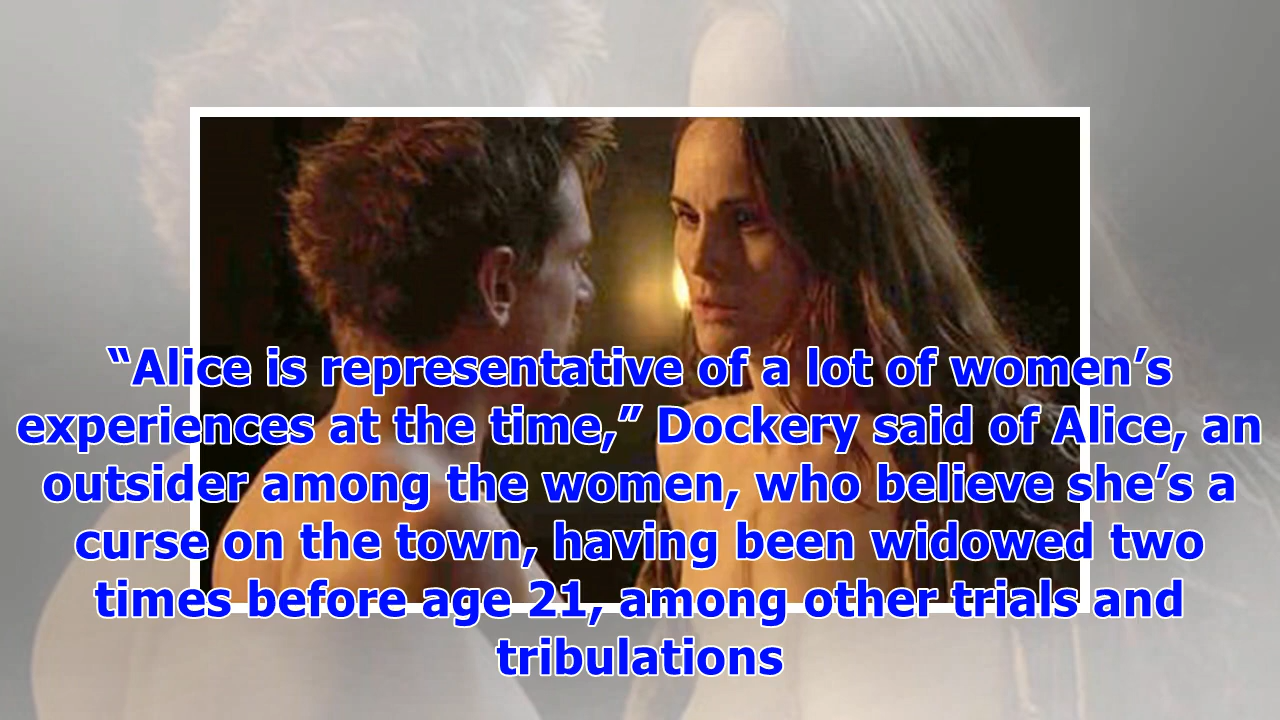 “Alice is representative of a lot of women’s
experiences at the time,” Dockery said of Alice, an
outsider among the women, who believe she’s a
curse on the town, having been widowed two
times before age 21, among other trials and
tribulations